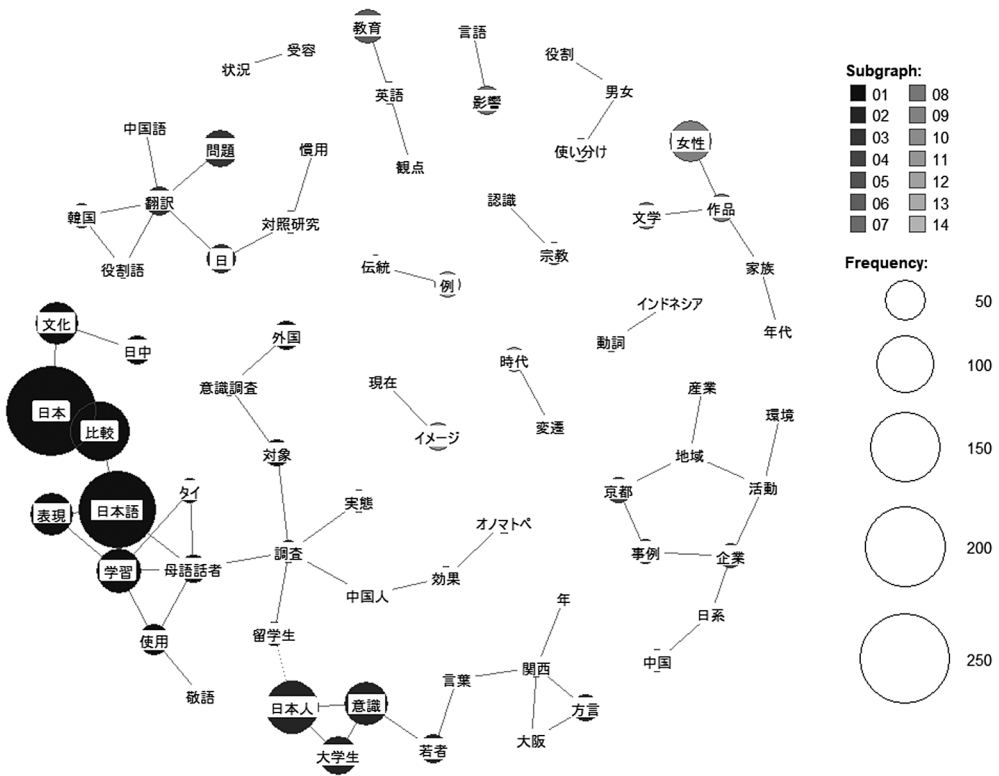 教育
言語
受容
状況
役割
英語
影響
男女
中国語
問題
慣用
使い分け
女性
観点
韓国
翻訳
対照研究
認識
文学
作品
役割語
日
伝統
例
宗教
家族
インドネシア
年代
文化
日中
外国
動詞
時代
意識調査
現在
産業
日本
比較
イメージ
変遷
環境
対象
地域
タイ
京都
活動
表現
日本語
実態
オノマトペ
学習
母語話者
調査
効果
事例
企業
中国人
年
日系
使用
留学生
中国
敬語
言葉
関西
日本人
意識
方言
大学生
若者
大阪
Subgraph:
01 08
02 09
03 10
04 11
05 12
06 13
07 14
Frequency:
50
100
150
200
250